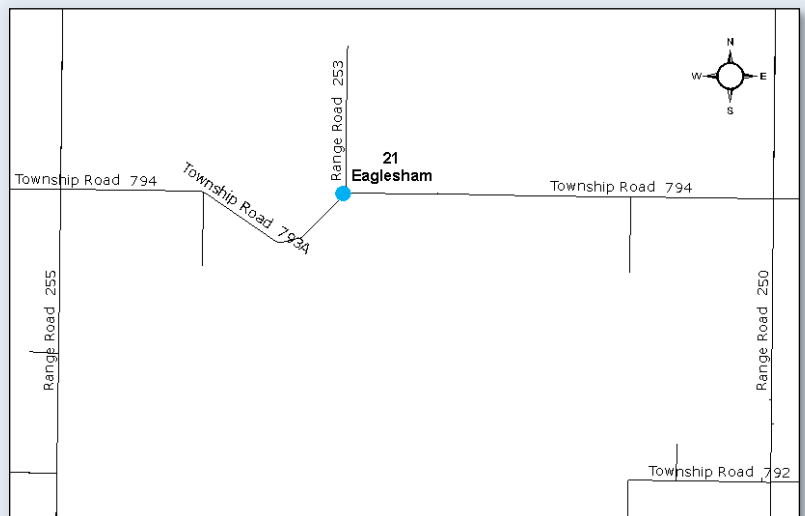 N
W E
S
Range Road 253
21
Eaglesham
Township Road 794
Township Road 793A
Township Road 794
Range Road 255
Range Road 250
Township Road 792